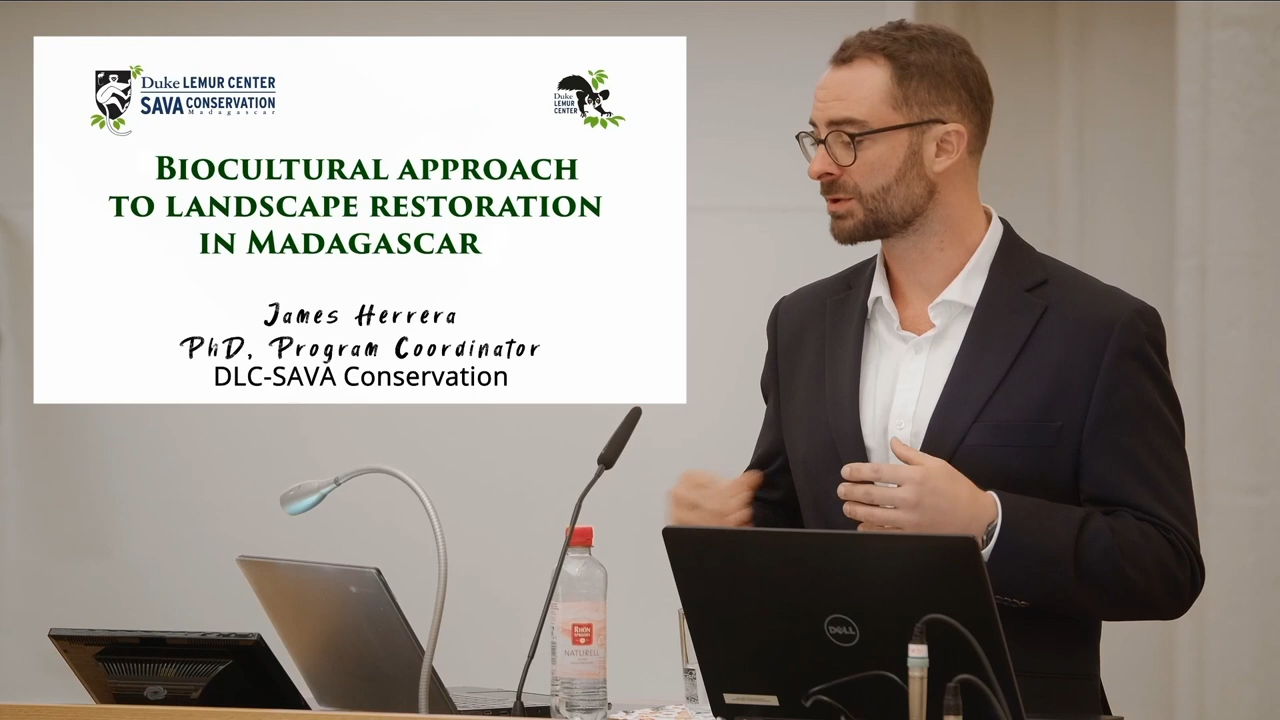 Duke LEMUR CENTER
SAVA CONSERVATION
Madagascar
Duke
LEMUR
CENTER
BIOCULTURAL APPROACH
TO LANDSCAPE RESTORATION
IN MADAGASCAR
James Herrera
PhD, Program Coordinator
DLC-SAVA Conservation
RHÖN
NATURELL
DELL